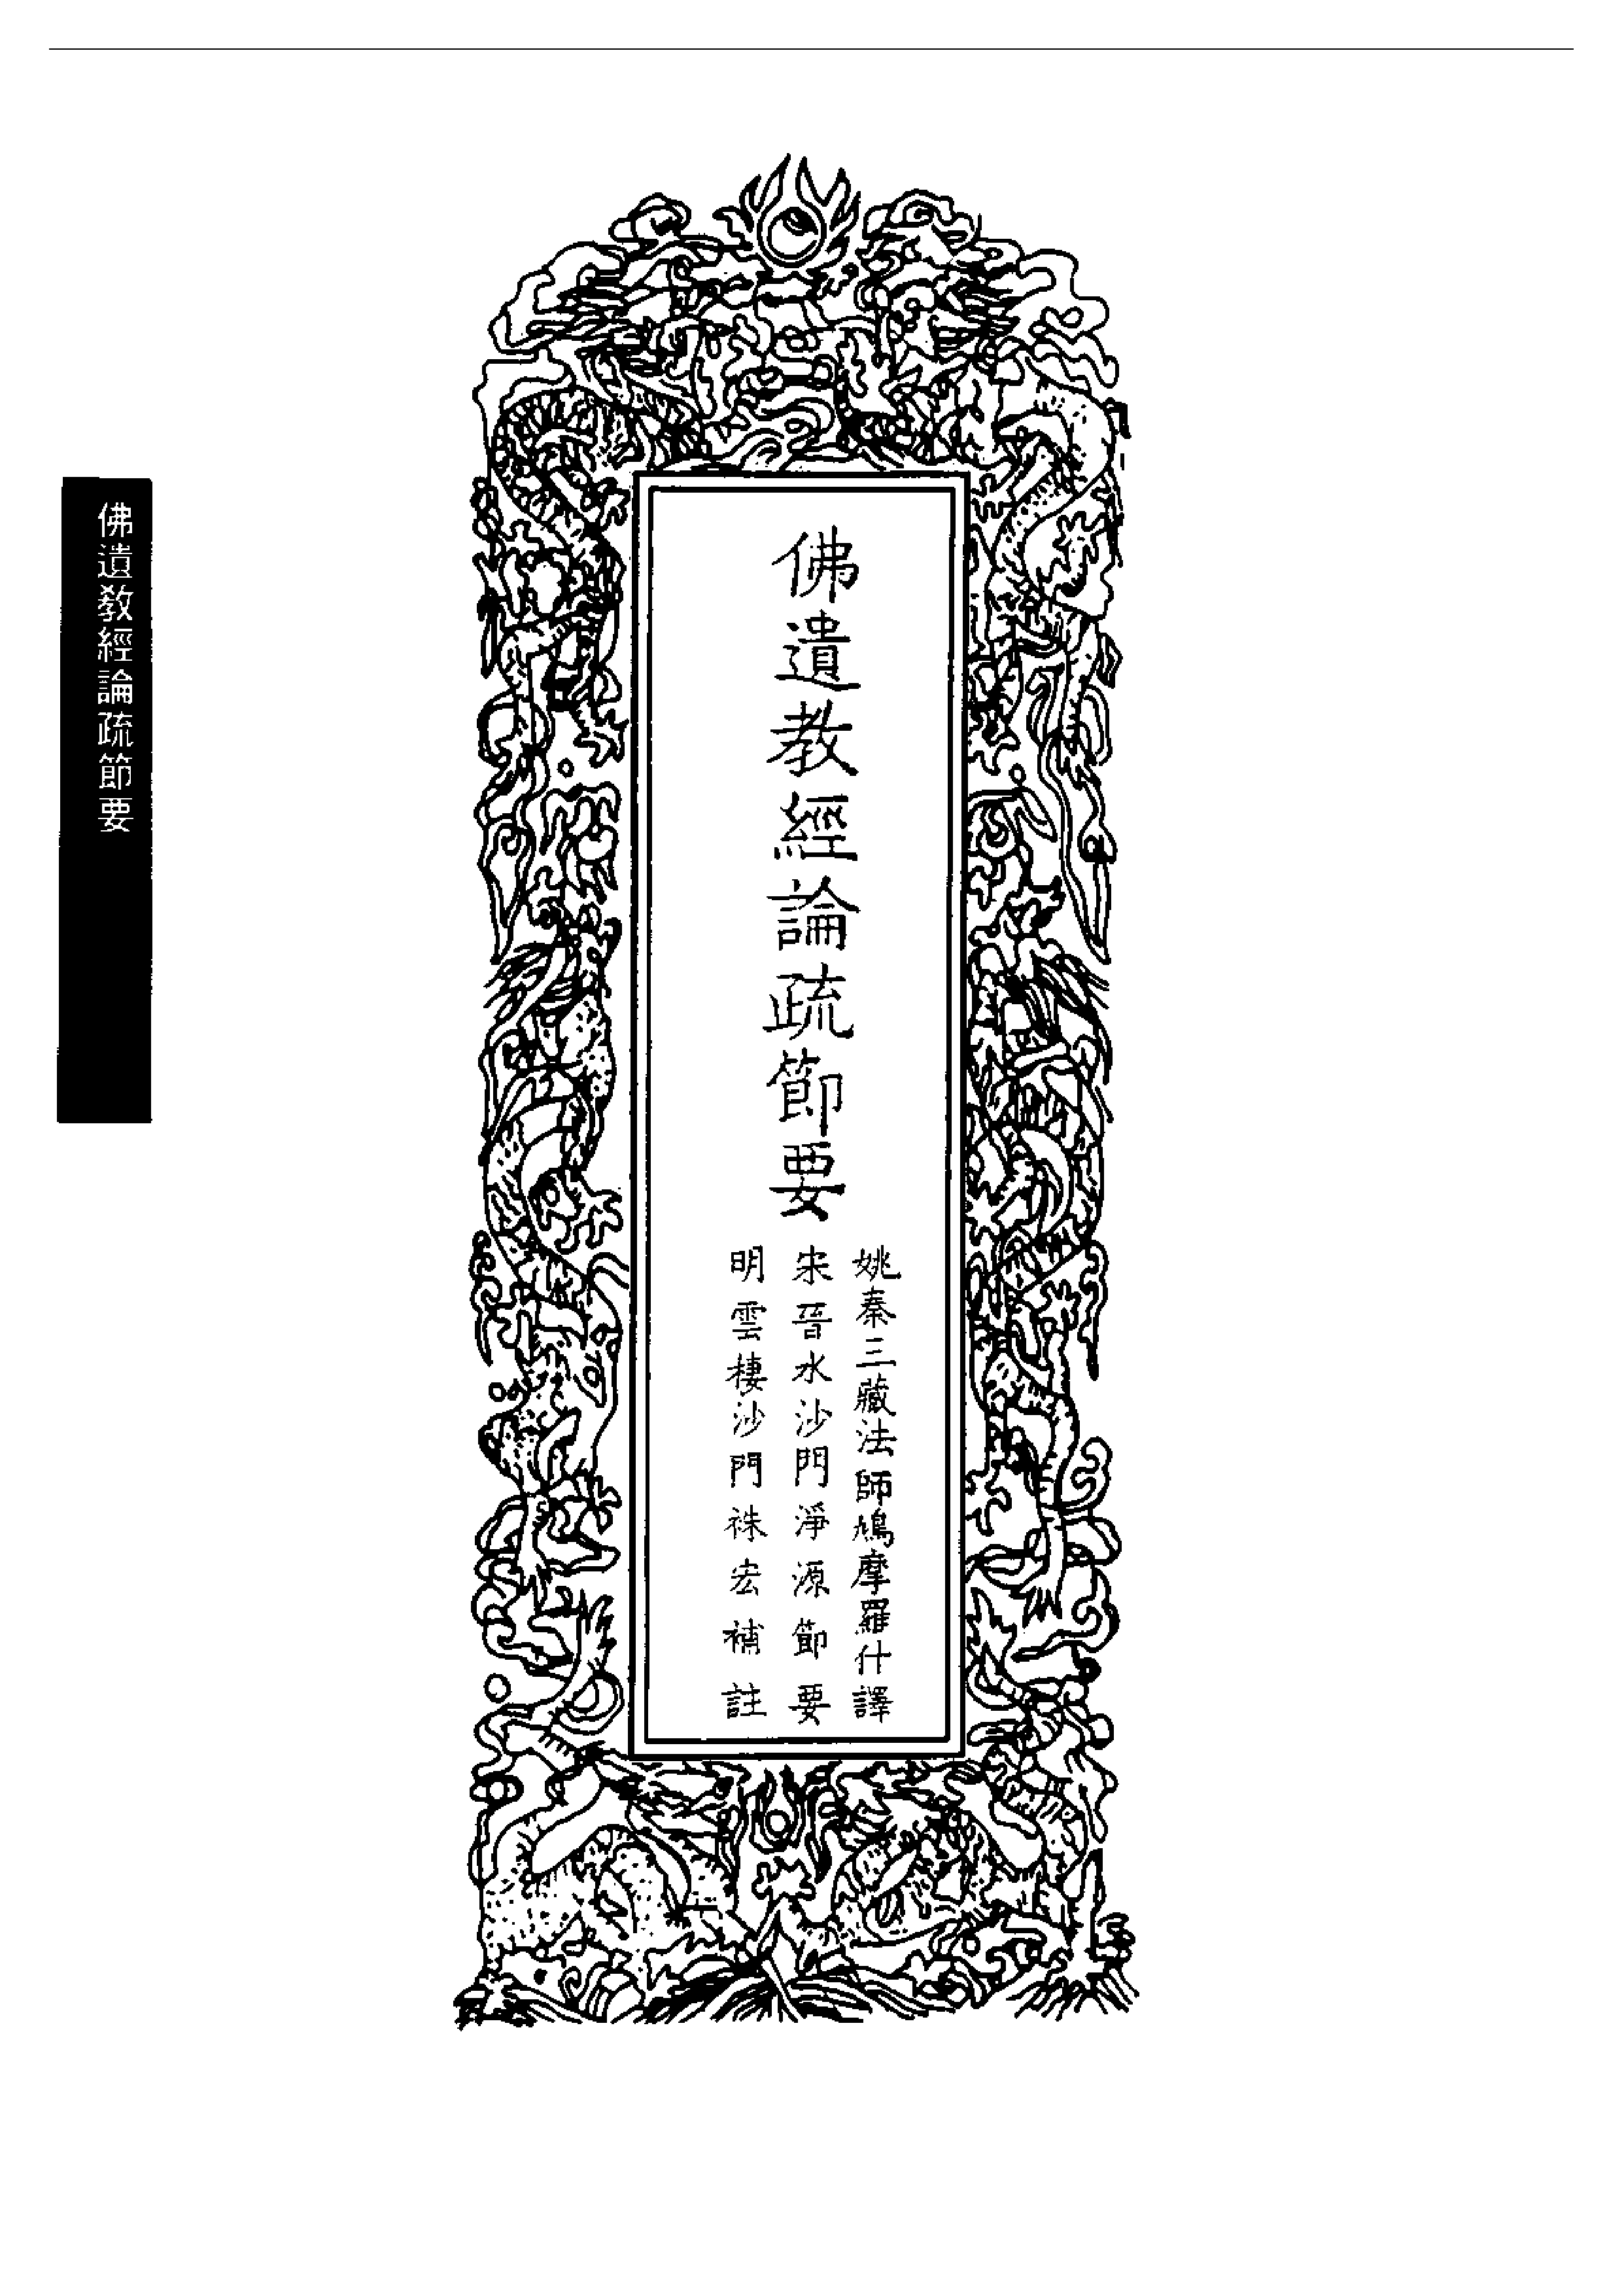 佛遺教經論疏節要
姚秦三藏法師鳩摩羅什譯
宋晉水沙門淨源節要
明雲棲沙門袾宏補註
佛遺敎經論疏節要